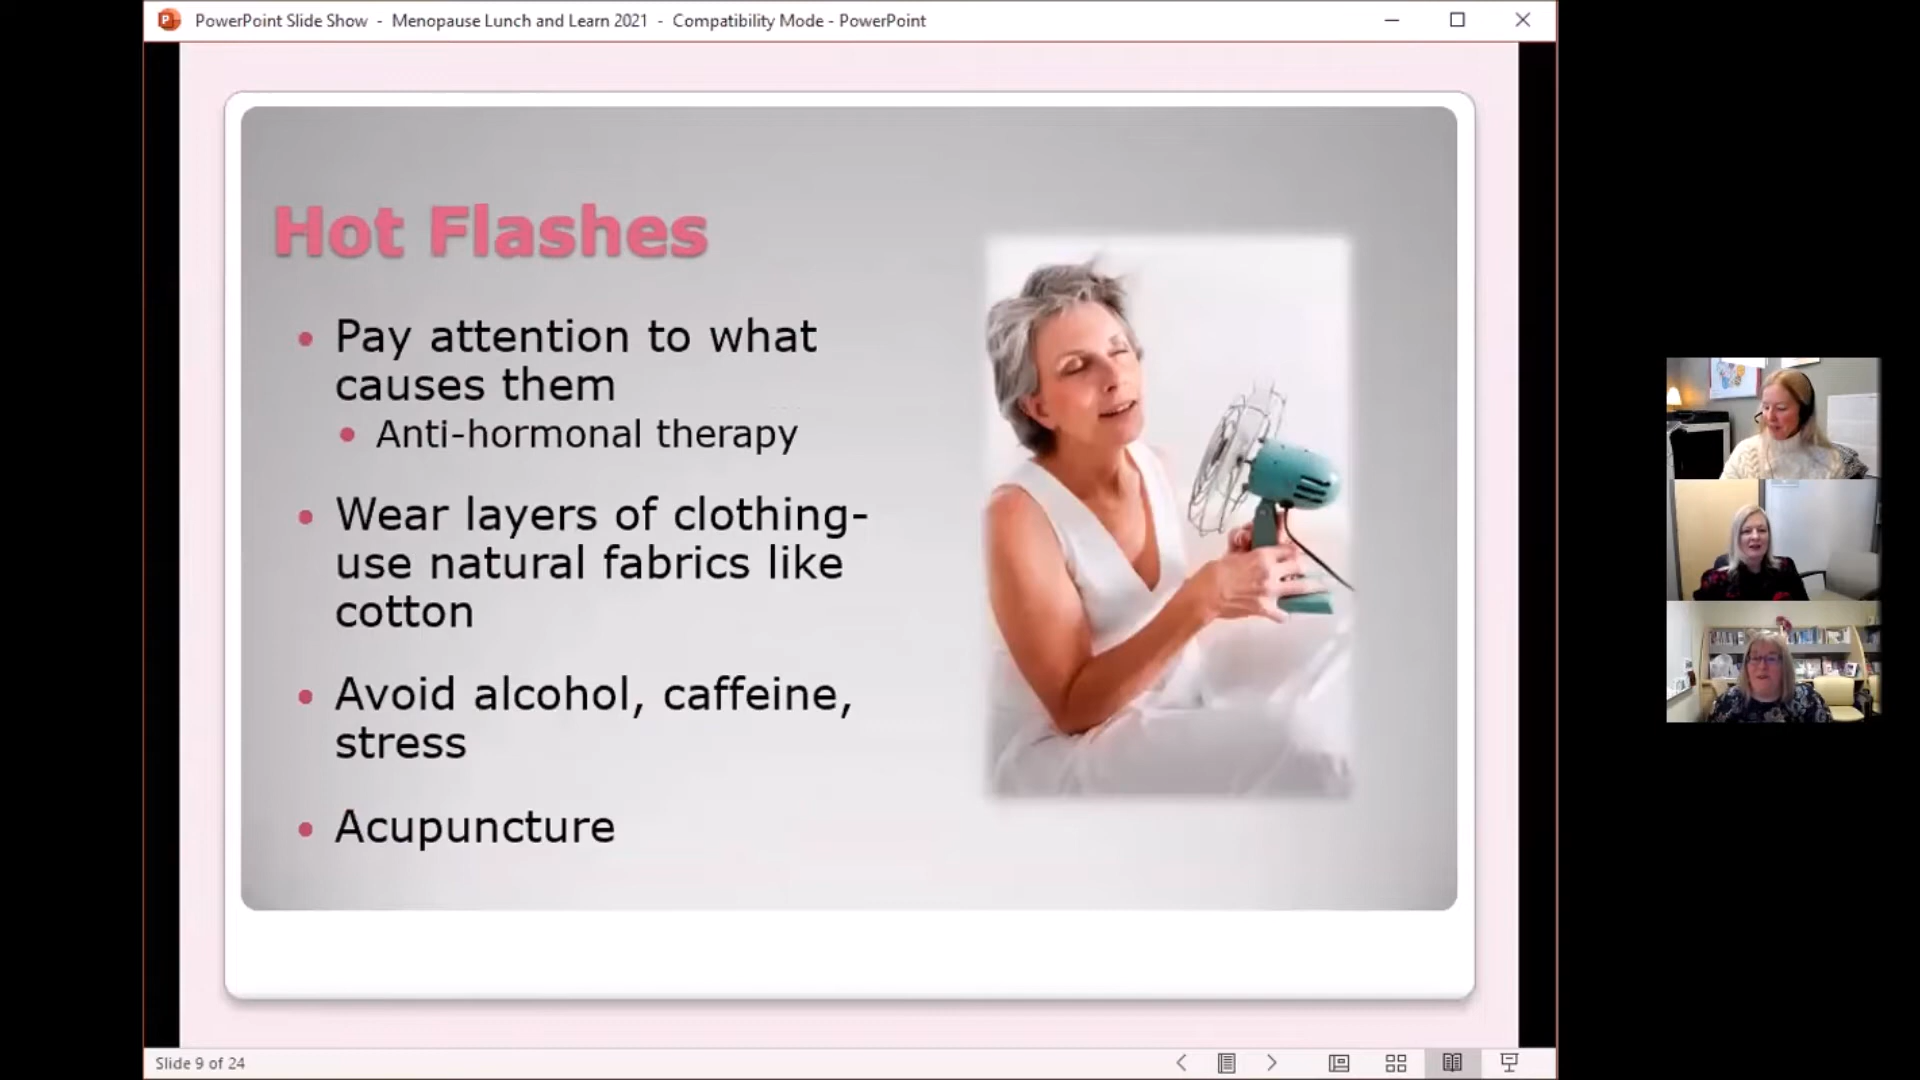 PowerPoint Slide Show - Menopause Lunch and Learn 2021 - Compatibility Mode - PowerPoint
Hot Flashes
• Pay attention to what
causes them
• Anti-hormonal therapy
• Wear layers of clothing-
use natural fabrics like
cotton
• Avoid alcohol, caffeine,
stress
• Acupuncture
Slide 9 of 24